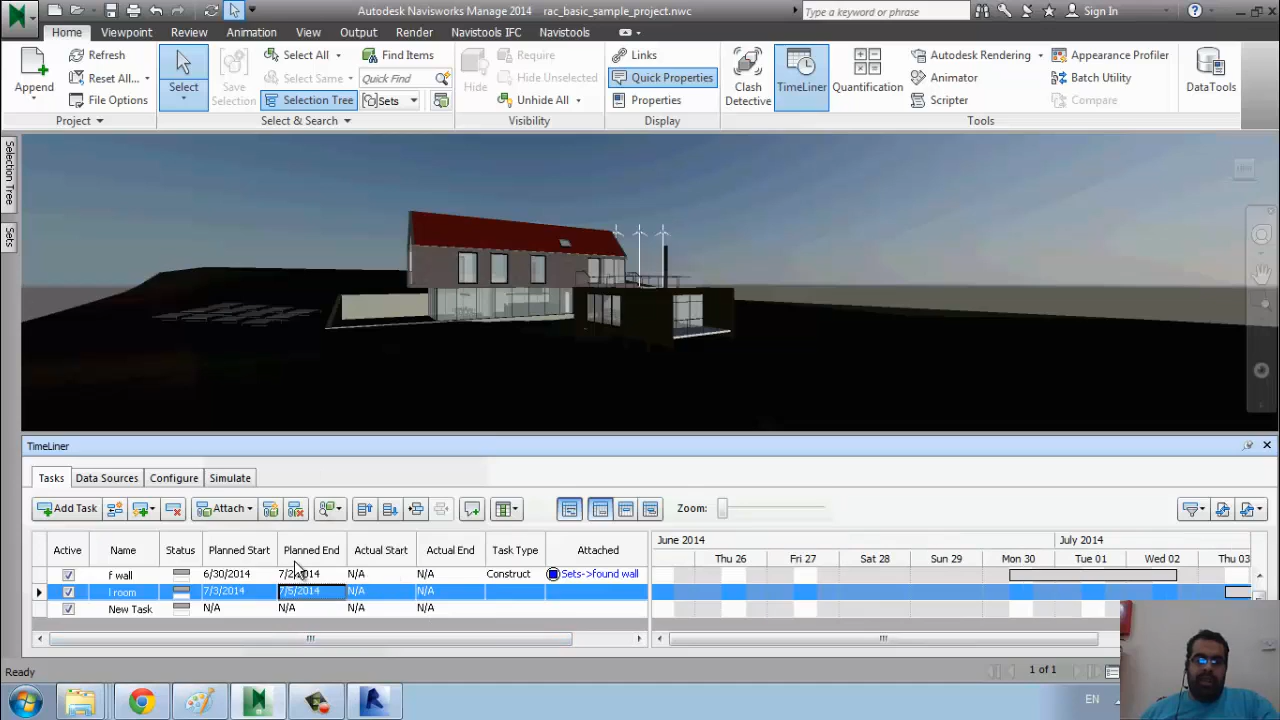 Autodesk Navisworks Manage 2014 rac_basic_sample_project.nwc
Type a keyword or phrase
Sign In
Home Viewpoint Review Animation View Output Render Navistools IFC Navistools
Append
Refresh
Reset All...
File Options
Project
Select
Save Selection
Select All
Select Same
Selection Tree
Find Items
Quick Find
Sets
Select & Search
Hide
Require
Hide Unselected
Unhide All
Visibility
Links
Quick Properties
Properties
Display
Clash Detective
TimeLiner
Quantification
Autodesk Rendering
Animator
Scripter
Appearance Profiler
Batch Utility
Compare
Tools
DataTools
Selection Tree
Sets
TimeLiner
Tasks Data Sources Configure Simulate
Add Task
Attach
Zoom:
Active Name Status Planned Start Planned End Actual Start Actual End Task Type Attached
f wall 6/30/2014 7/2/2014 N/A N/A Construct Sets->found wall
l room 7/3/2014 7/5/2014 N/A N/A
New Task N/A N/A N/A N/A
June 2014 July 2014
Thu 26 Fri 27 Sat 28 Sun 29 Mon 30 Tue 01 Wed 02 Thu 03
Ready
1 of 1
EN